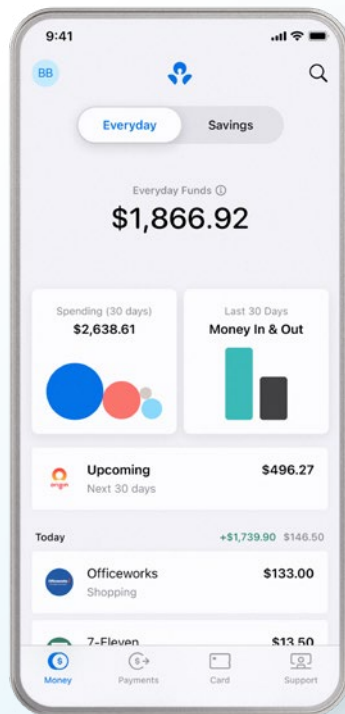 9:41
BB
Everyday Savings
Everyday Funds
$1,866.92
Spending (30 days)
$2,638.61
Last 30 Days
Money In & Out
Upcoming $496.27
Next 30 days
Today +$1,739.90 $146.50
Officeworks $133.00
Shopping
7-Eleven $13.50
Money Payments Card Support